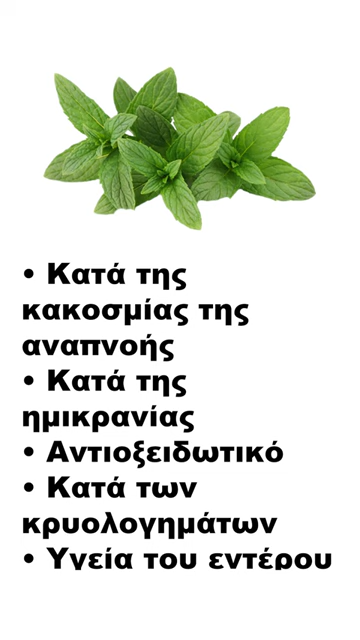 • Κατά της
κακοσμίας της
αναπνοής
• Κατά της
ημικρανίας
• Αντιοξειδωτικό
• Κατά των
κρυολογημάτων
• Υγεία του εντέρου